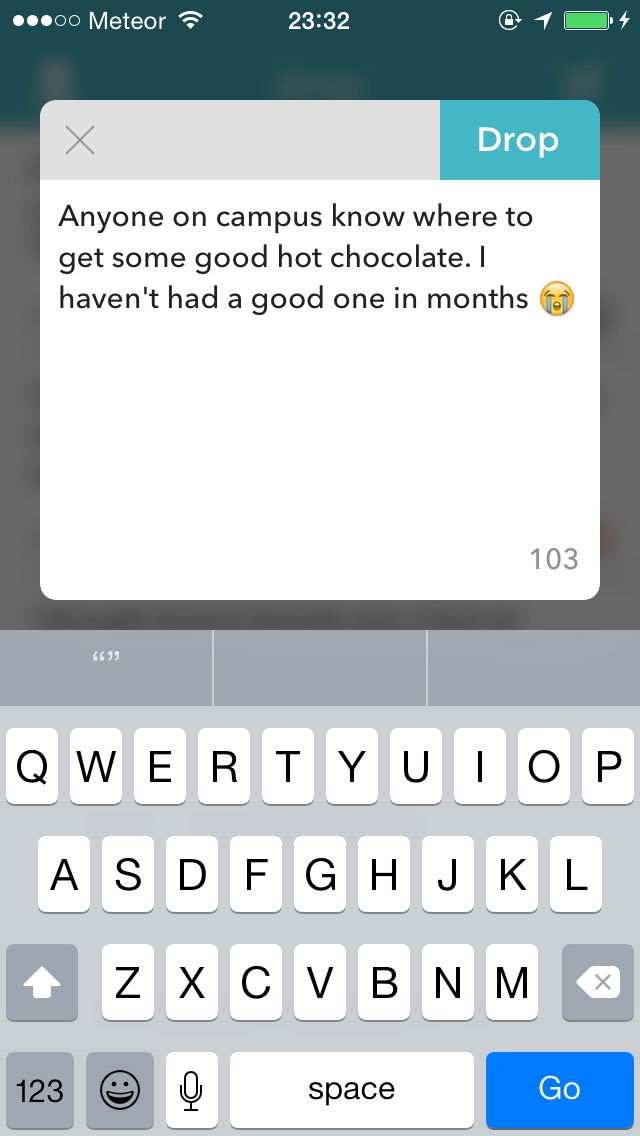 Meteor 23:32
Drop
Anyone on campus know where to
get some good hot chocolate. I
haven't had a good one in months 😭
103
“”
Q W E R T Y U I O P
A S D F G H J K L
Z X C V B N M
123 space Go